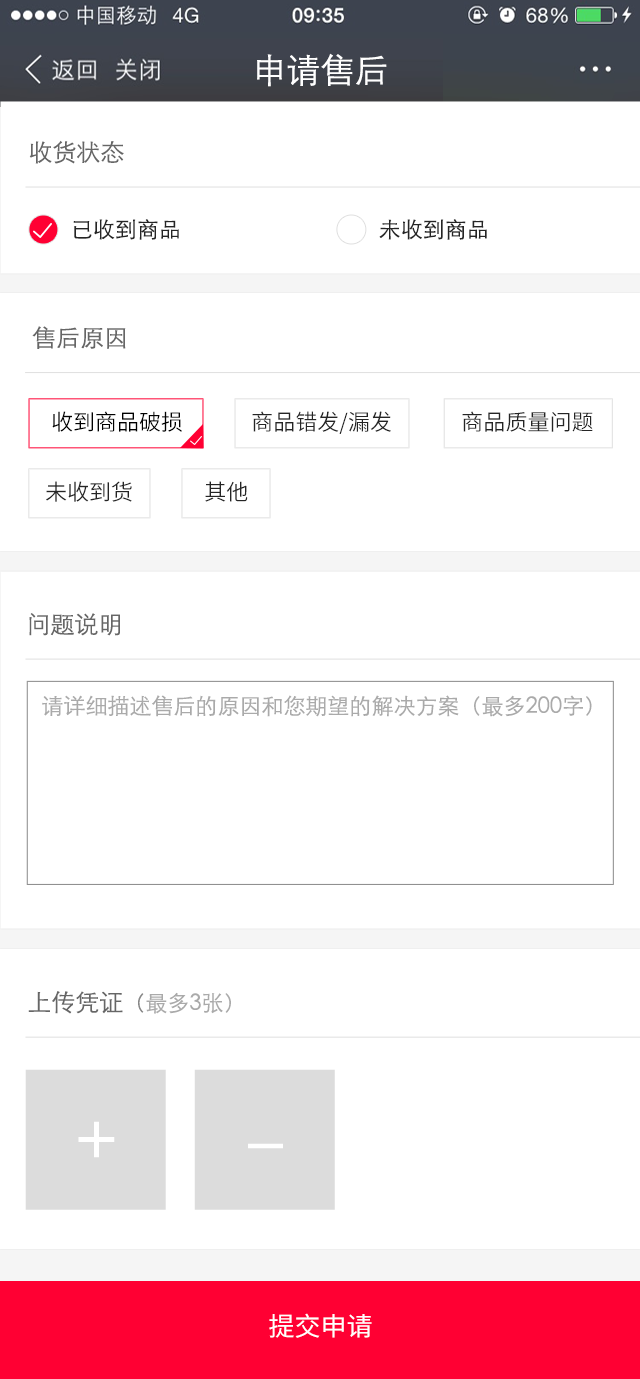 中国移动 4G 09:35 68%
返回 关闭 申请售后
收货状态
已收到商品 未收到商品
售后原因
收到商品破损 商品错发/漏发 商品质量问题
未收到货 其他
问题说明
请详细描述售后的原因和您期望的解决方案（最多200字）
上传凭证（最多3张）
提交申请